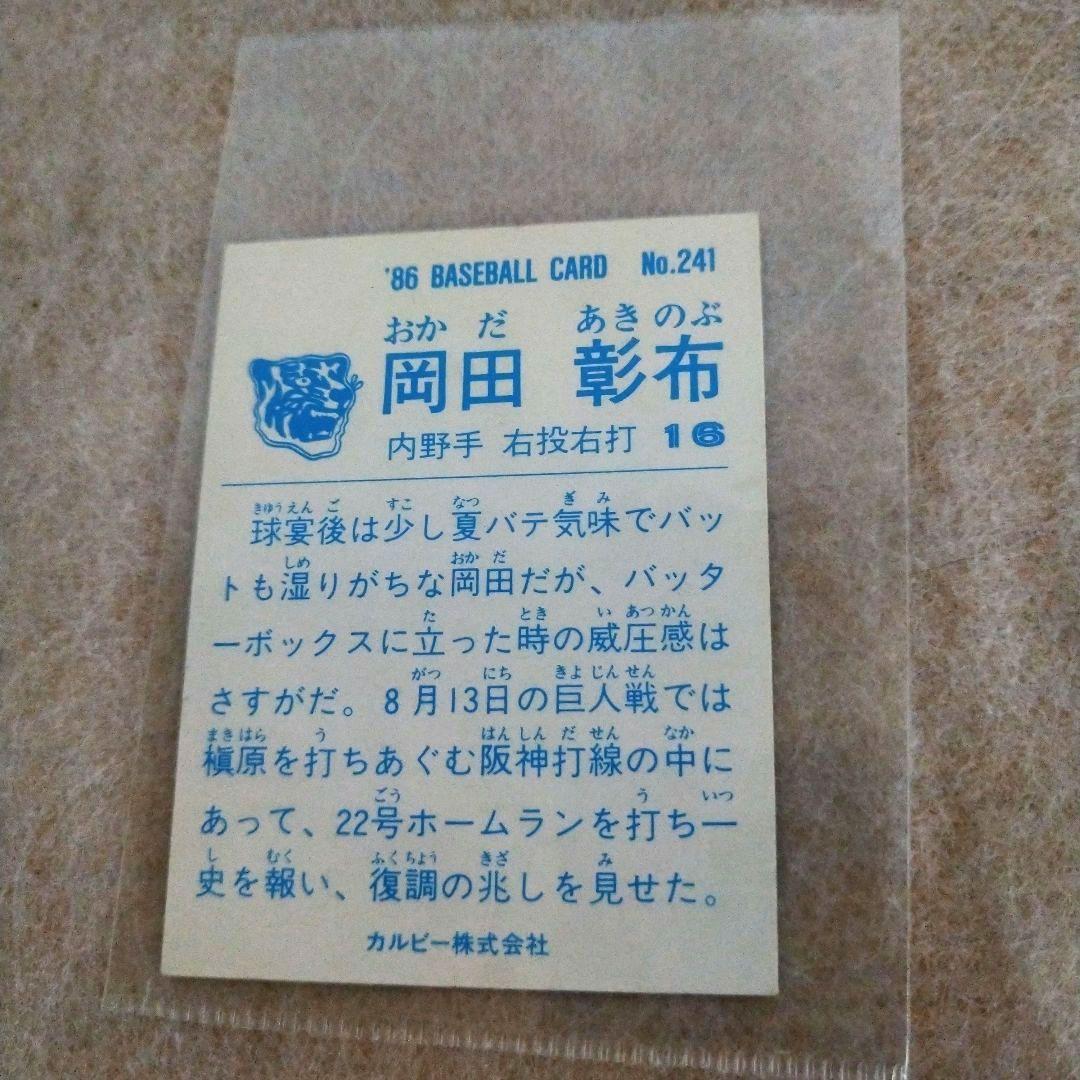 '86 BASEBALL CARD No.241
おかだ あきのぶ
岡田 彰布
内野手 右投右打 16
きゆうえんご すこ なつ ぎみ
球宴後は少し夏バテ気味でバッ
しめ おかだ
トも湿りがちな岡田だが、バッタ
た とき いあつかん
ーボックスに立った時の威圧感は
がつ にち きよじんせん
さすがだ。8月13日の巨人戦では
まきはら う はんしんだせん なか
槇原を打ちあぐむ阪神打線の中に
ごう う いつ
あって、22号ホームランを打ち一
し むく ふくちよう きざ み
史を報い、復調の兆しを見せた。
カルビー株式会社